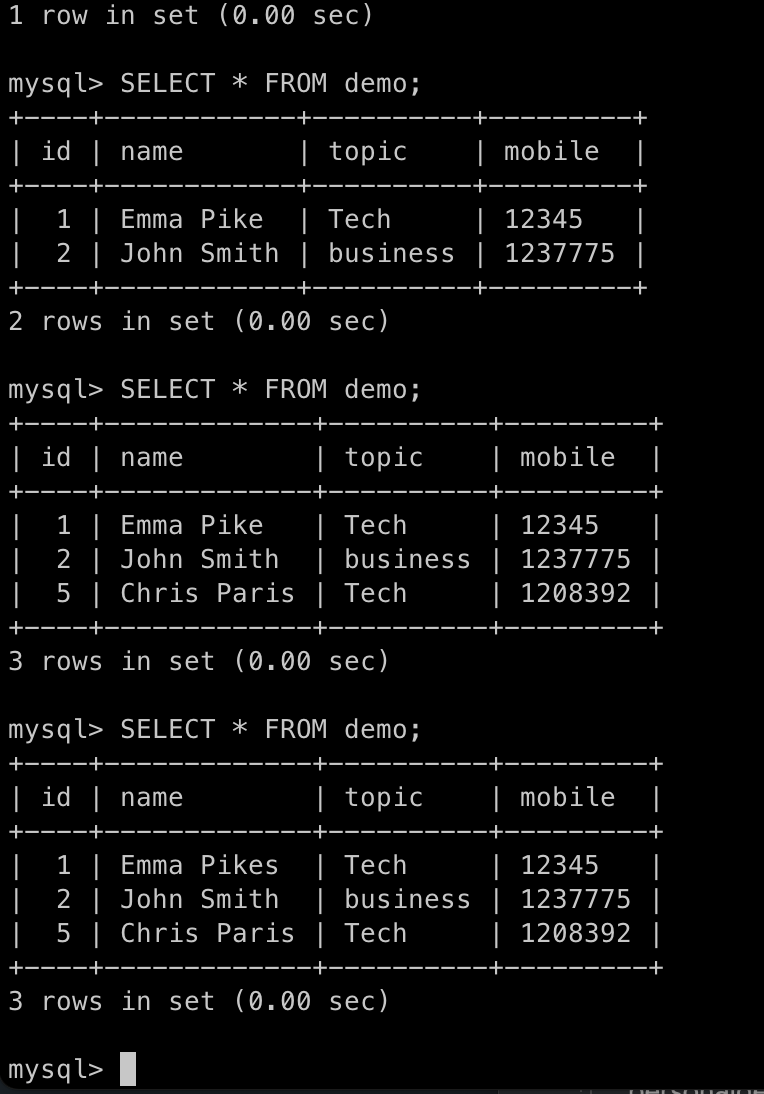 1 row in set (0.00 sec)
mysql> SELECT * FROM demo;
+----+------------+----------+---------+
| id | name       | topic    | mobile  |
+----+------------+----------+---------+
|  1 | Emma Pike  | Tech     | 12345   |
|  2 | John Smith | business | 1237775 |
+----+------------+----------+---------+
2 rows in set (0.00 sec)
mysql> SELECT * FROM demo;
+----+-------------+----------+---------+
| id | name        | topic    | mobile  |
+----+-------------+----------+---------+
|  1 | Emma Pike   | Tech     | 12345   |
|  2 | John Smith  | business | 1237775 |
|  5 | Chris Paris | Tech     | 1208392 |
+----+-------------+----------+---------+
3 rows in set (0.00 sec)
mysql> SELECT * FROM demo;
+----+-------------+----------+---------+
| id | name        | topic    | mobile  |
+----+-------------+----------+---------+
|  1 | Emma Pikes  | Tech     | 12345   |
|  2 | John Smith  | business | 1237775 |
|  5 | Chris Paris | Tech     | 1208392 |
+----+-------------+----------+---------+
3 rows in set (0.00 sec)
mysql>